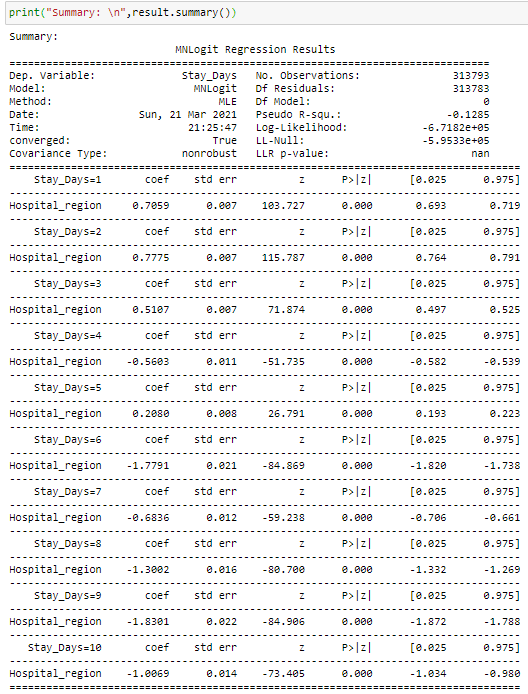 print("Summary: \n",result.summary())
Summary:
MNLogit Regression Results
==============================================================================
Dep. Variable: Stay_Days No. Observations: 313793
Model: MNLogit Df Residuals: 313783
Method: MLE Df Model: 0
Date: Sun, 21 Mar 2021 Pseudo R-squ.: -0.1285
Time: 21:25:47 Log-Likelihood: -6.7182e+05
converged: True LL-Null: -5.9533e+05
Covariance Type: nonrobust LLR p-value: nan
==============================================================================
Stay_Days=1 coef std err z P>|z| [0.025 0.975]
------------------------------------------------------------------------------
Hospital_region 0.7059 0.007 103.727 0.000 0.693 0.719
------------------------------------------------------------------------------
Stay_Days=2 coef std err z P>|z| [0.025 0.975]
------------------------------------------------------------------------------
Hospital_region 0.7775 0.007 115.787 0.000 0.764 0.791
------------------------------------------------------------------------------
Stay_Days=3 coef std err z P>|z| [0.025 0.975]
------------------------------------------------------------------------------
Hospital_region 0.5107 0.007 71.874 0.000 0.497 0.525
------------------------------------------------------------------------------
Stay_Days=4 coef std err z P>|z| [0.025 0.975]
------------------------------------------------------------------------------
Hospital_region -0.5603 0.011 -51.735 0.000 -0.582 -0.539
------------------------------------------------------------------------------
Stay_Days=5 coef std err z P>|z| [0.025 0.975]
------------------------------------------------------------------------------
Hospital_region 0.2080 0.008 26.791 0.000 0.193 0.223
------------------------------------------------------------------------------
Stay_Days=6 coef std err z P>|z| [0.025 0.975]
------------------------------------------------------------------------------
Hospital_region -1.7791 0.021 -84.869 0.000 -1.820 -1.738
------------------------------------------------------------------------------
Stay_Days=7 coef std err z P>|z| [0.025 0.975]
------------------------------------------------------------------------------
Hospital_region -0.6836 0.012 -59.238 0.000 -0.706 -0.661
------------------------------------------------------------------------------
Stay_Days=8 coef std err z P>|z| [0.025 0.975]
------------------------------------------------------------------------------
Hospital_region -1.3002 0.016 -80.700 0.000 -1.332 -1.269
------------------------------------------------------------------------------
Stay_Days=9 coef std err z P>|z| [0.025 0.975]
------------------------------------------------------------------------------
Hospital_region -1.8301 0.022 -84.906 0.000 -1.872 -1.788
------------------------------------------------------------------------------
Stay_Days=10 coef std err z P>|z| [0.025 0.975]
------------------------------------------------------------------------------
Hospital_region -1.0069 0.014 -73.405 0.000 -1.034 -0.980
==============================================================================